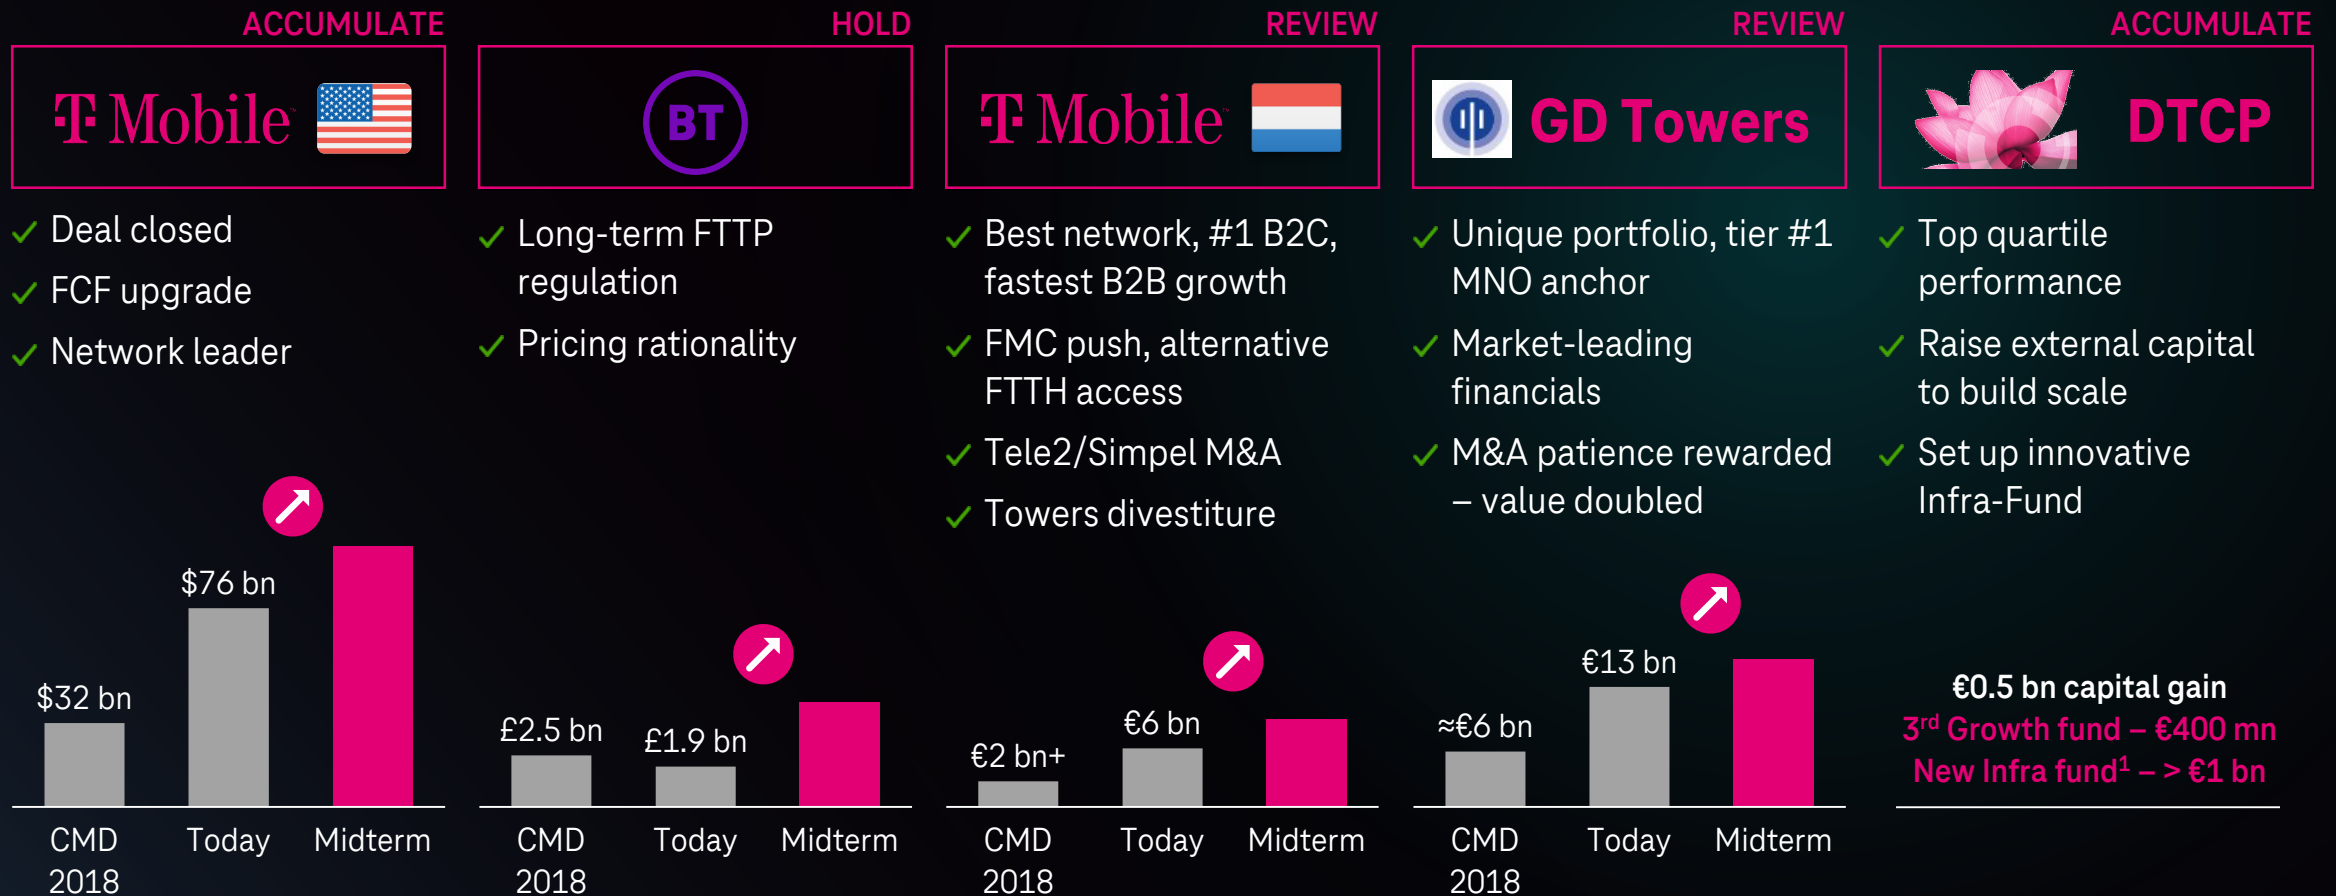 ACCUMULATE
T Mobile
Deal closed
FCF upgrade
Network leader
$32 bn
$76 bn
CMD
2018
Today
Midterm
HOLD
BT
Long-term FTTP
regulation
Pricing rationality
£2.5 bn
£1.9 bn
CMD
2018
Today
Midterm
REVIEW
T Mobile
Best network, #1 B2C,
fastest B2B growth
FMC push, alternative
FTTH access
Tele2/Simpel M&A
Towers divestiture
€2 bn+
€6 bn
CMD
2018
Today
Midterm
REVIEW
GD Towers
Unique portfolio, tier #1
MNO anchor
Market-leading
financials
M&A patience rewarded
– value doubled
≈€6 bn
€13 bn
CMD
2018
Today
Midterm
ACCUMULATE
DTCP
Top quartile
performance
Raise external capital
to build scale
Set up innovative
Infra-Fund
€0.5 bn capital gain
3rd Growth fund – €400 mn
New Infra fund1 – > €1 bn